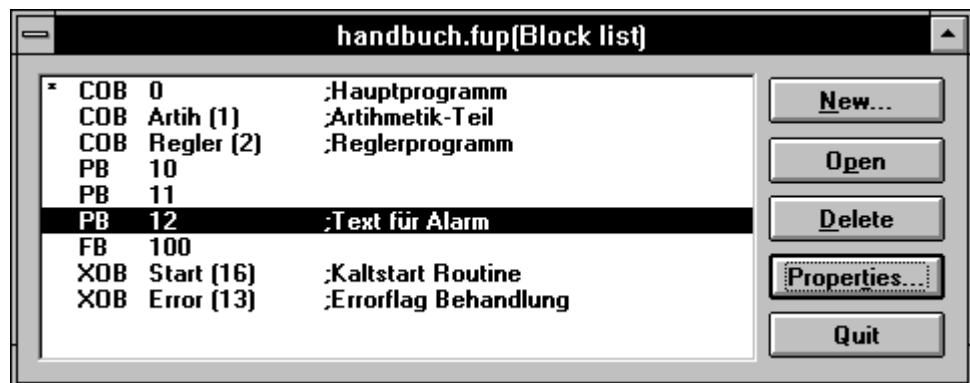 handbuch.fup(Block list)
* COB 0 ;Hauptprogramm
COB Artih (1) ;Artihmetik-Teil
COB Regler (2) ;Reglerprogramm
PB 10
PB 11
PB 12 ;Text für Alarm
FB 100
XOB Start (16) ;Kaltstart Routine
XOB Error (13) ;Errorflag Behandlung
New...
Open
Delete
Properties...
Quit